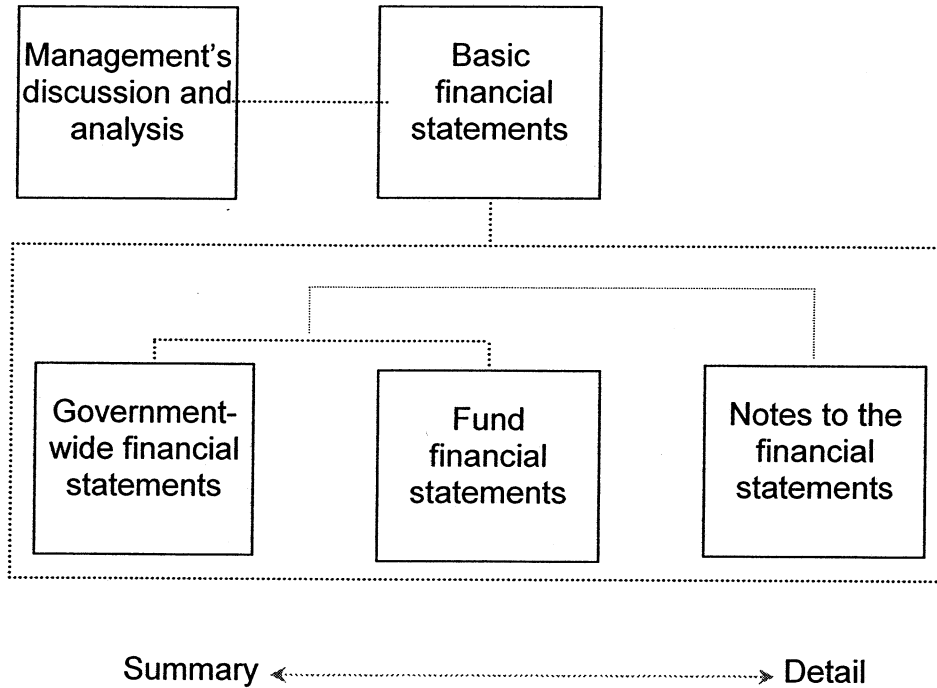 Management's
discussion and
analysis
Basic
financial
statements
Government-
wide financial
statements
Fund
financial
statements
Notes to the
financial
statements
Summary
Detail